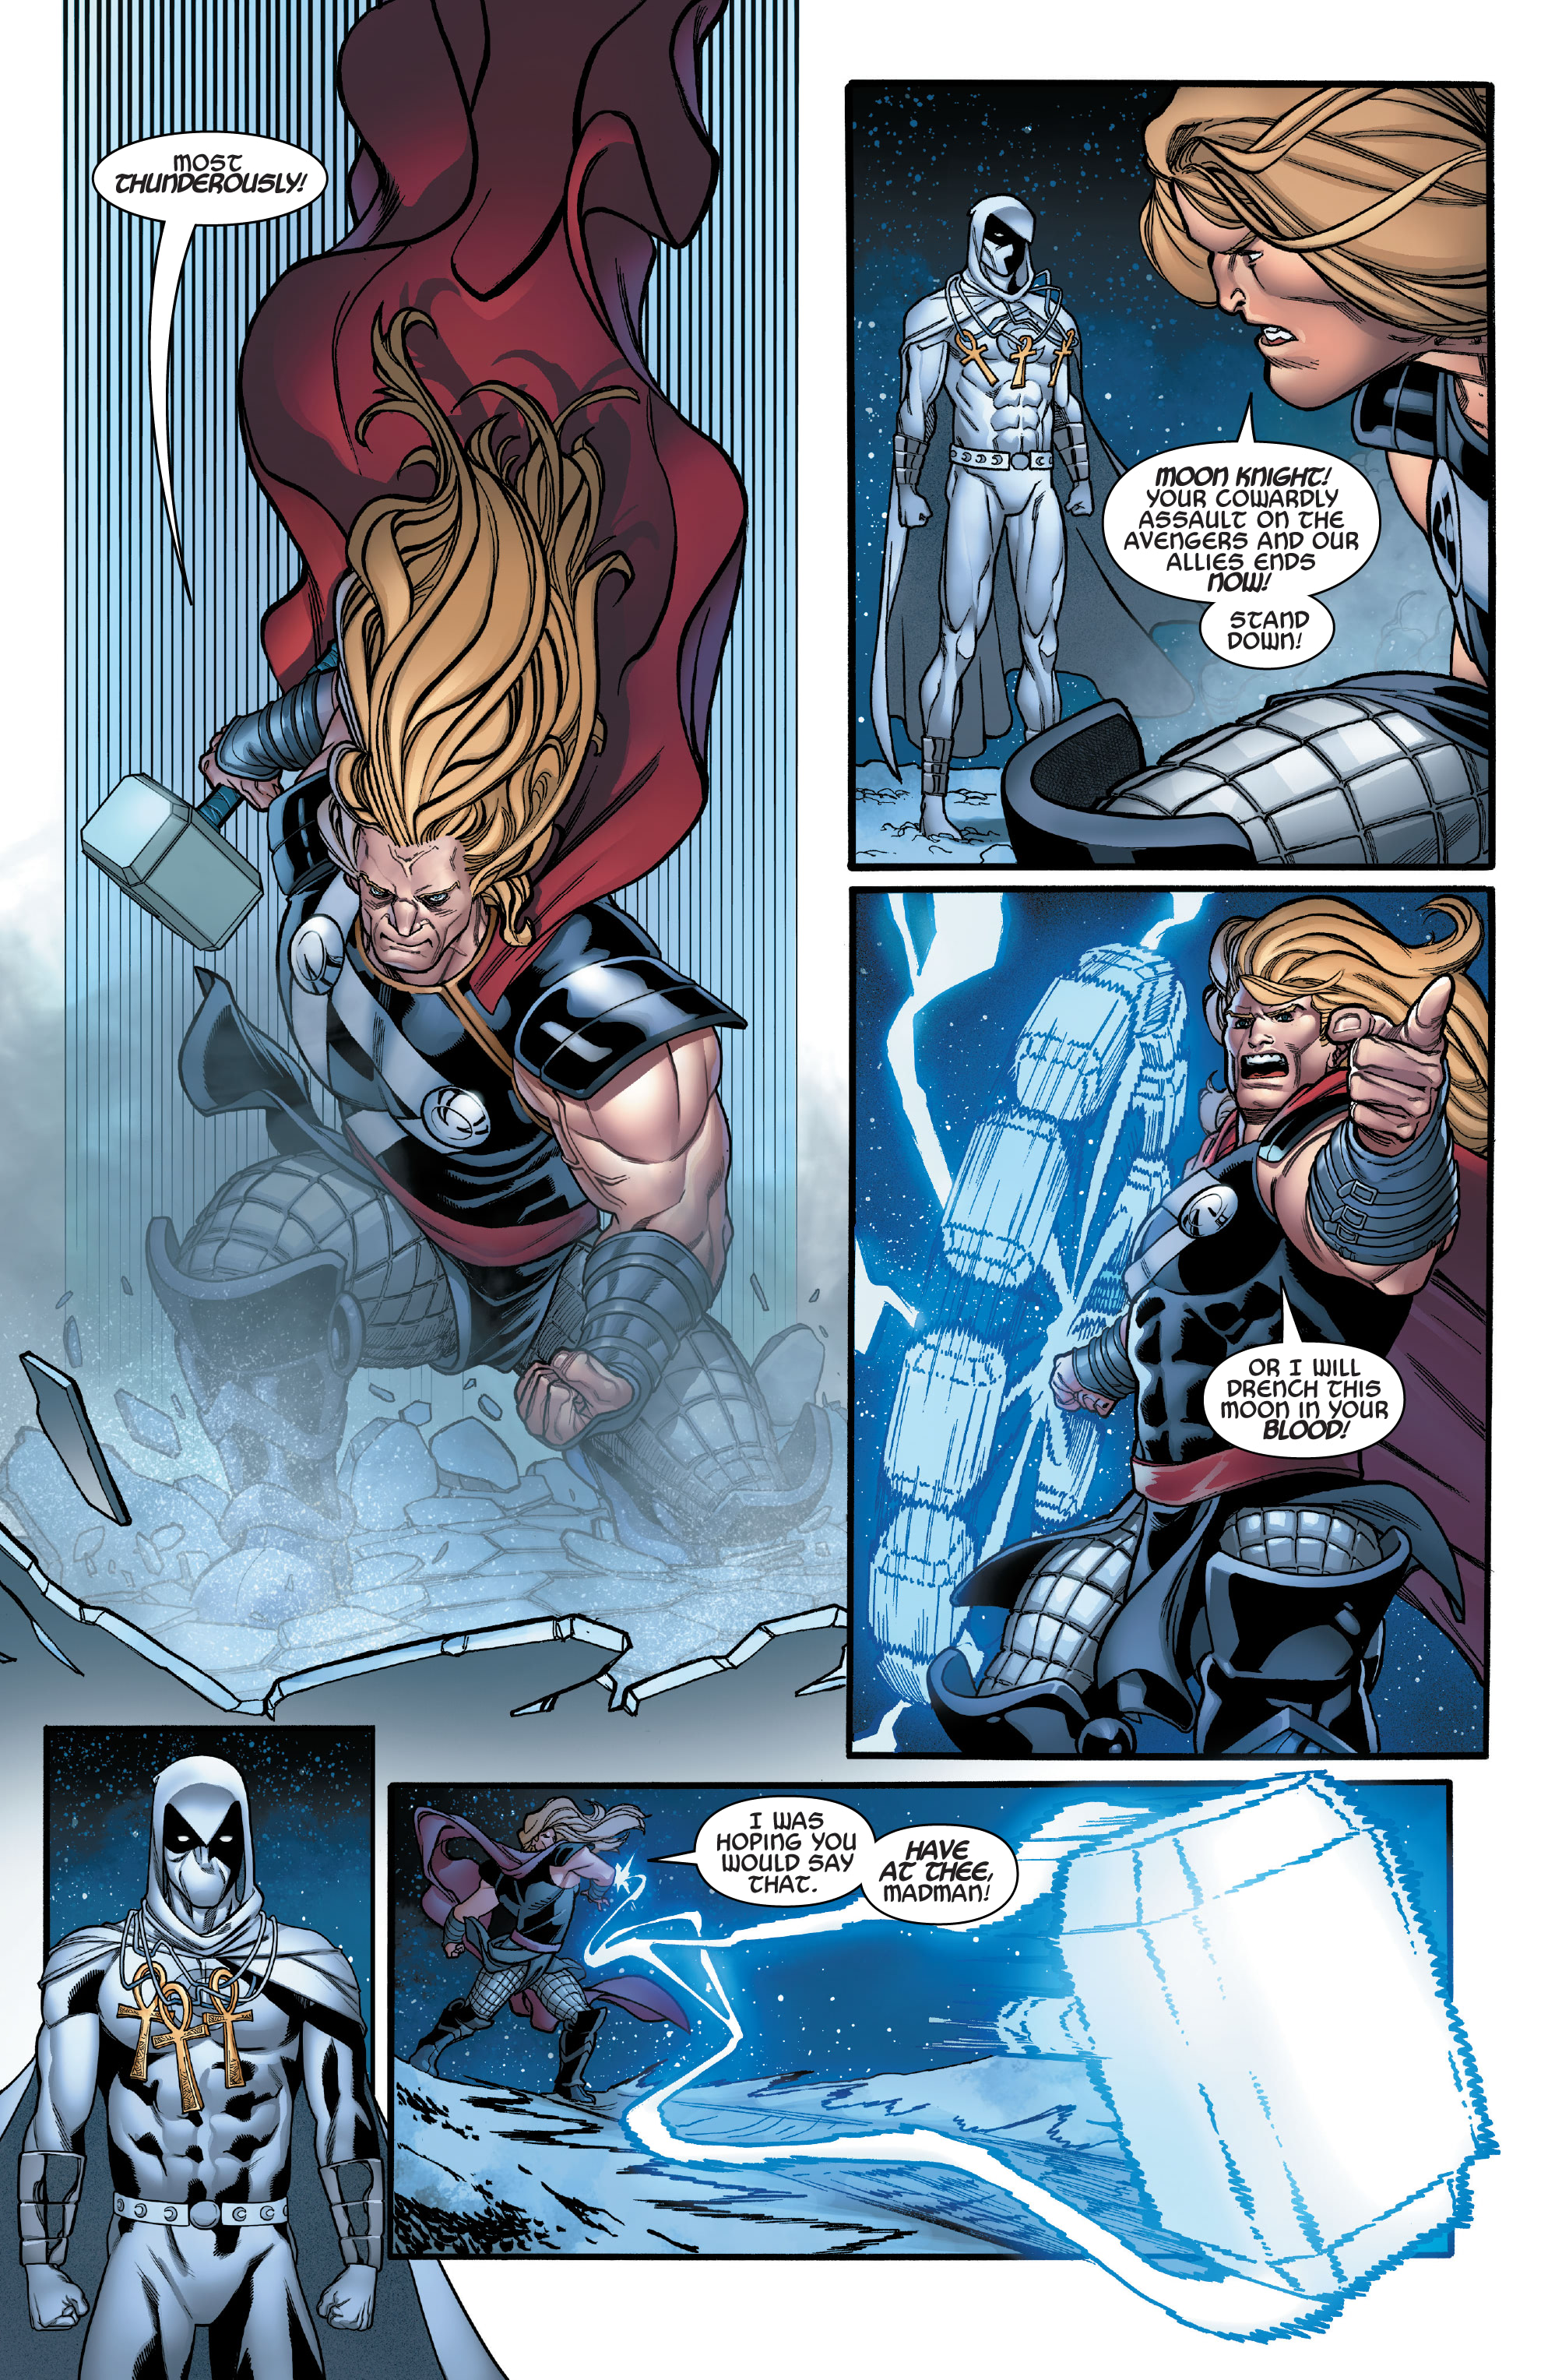 MOST
THUNDEROUSLY!
MOON KNIGHT!
YOUR COWARDLY
ASSAULT ON THE
AVENGERS AND OUR
ALLIES ENDS
NOW!
STAND
DOWN!
OR I WILL
DRENCH THIS
MOON IN YOUR
BLOOD!
I WAS
HOPING YOU
WOULD SAY
THAT.
HAVE
AT THEE,
MADMAN!